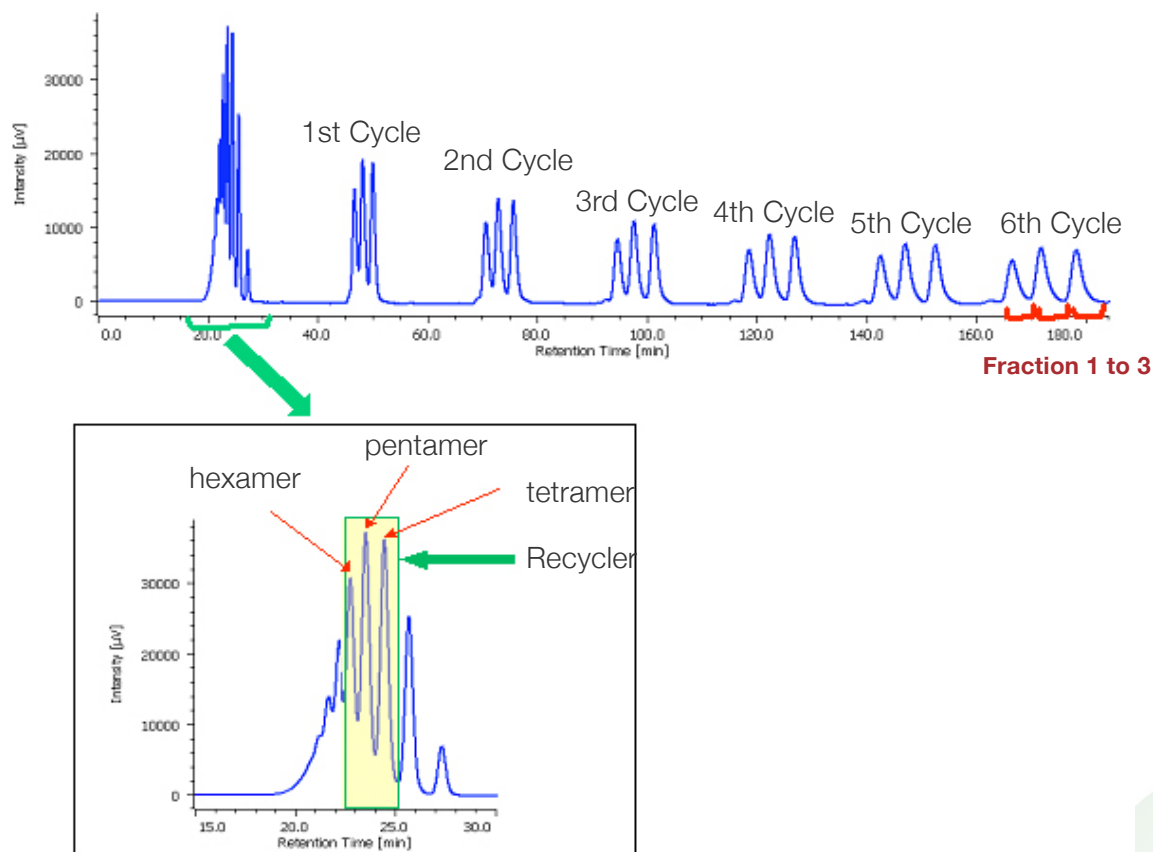 30000
20000
10000
0
Intensity [µV]
1st Cycle
2nd Cycle
3rd Cycle
4th Cycle
5th Cycle
6th Cycle
0.0 20.0 40.0 60.0 80.0 100.0 120.0 140.0 160.0 180.0
Retention Time [min]
Fraction 1 to 3
pentamer
hexamer
tetramer
Recycler
30000
20000
10000
0
Intensity [µV]
15.0 20.0 25.0 30.0
Retention Time [min]